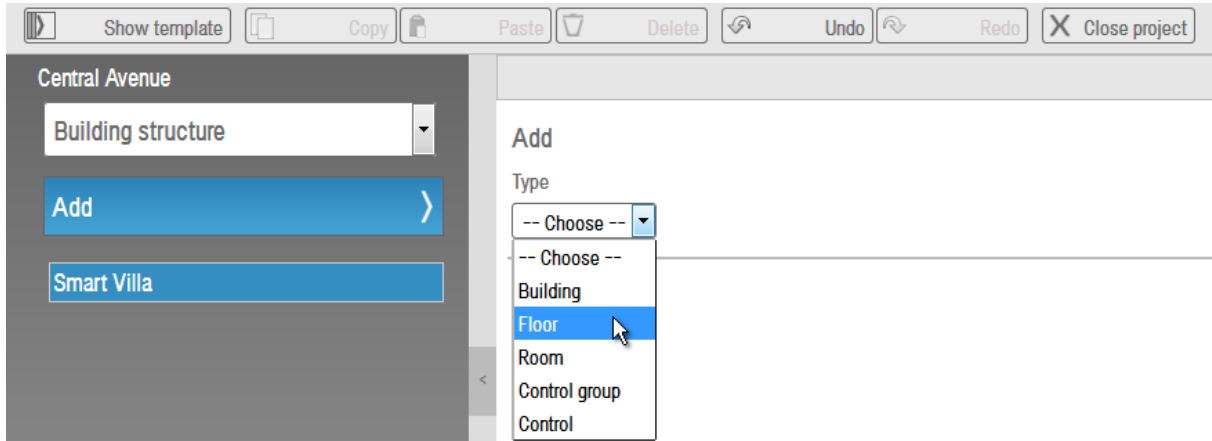 Show template Copy Paste Delete Undo Redo Close project
Central Avenue
Building structure
Add
Smart Villa
<
Add
Type
-- Choose --
-- Choose --
Building
Floor
Room
Control group
Control